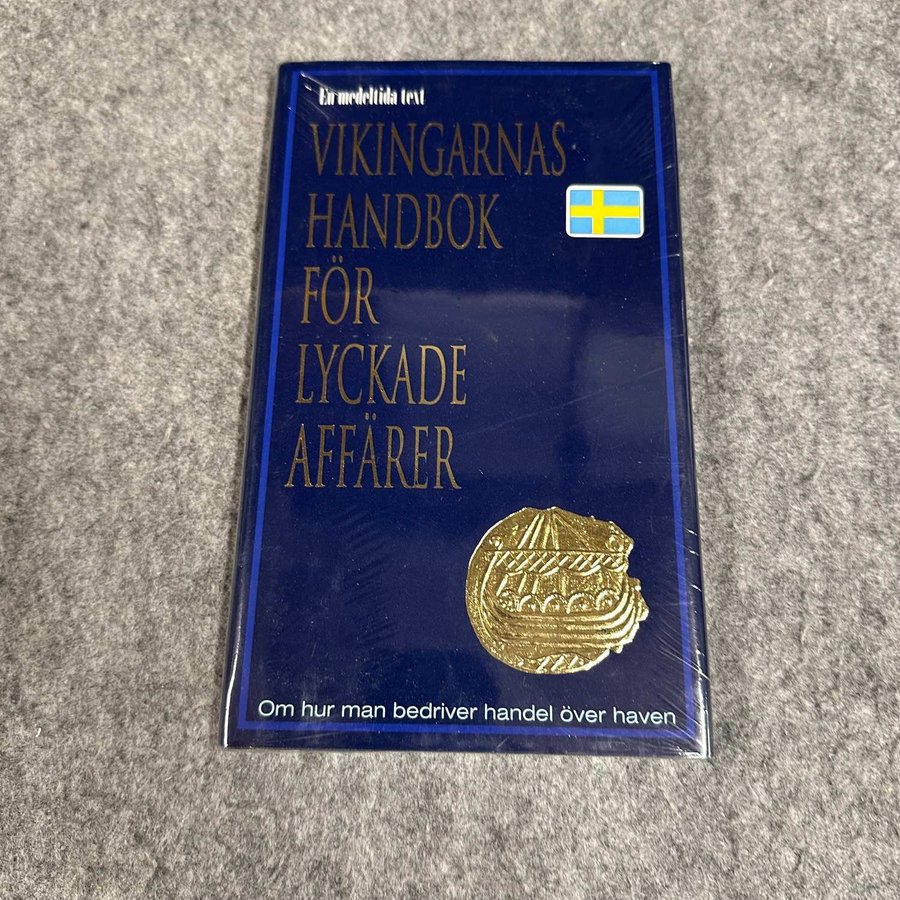 En medeltida text
VIKINGARNAS
HANDBOK
FÖR
LYCKADE
AFFÄRER
Om hur man bedriver handel över haven